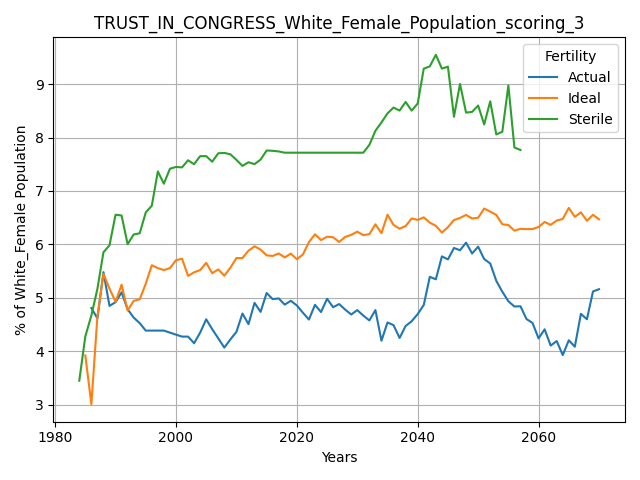 TRUST_IN_CONGRESS_White_Female_Population_scoring_3
% of White_Female Population
9
8
7
6
5
4
3
Fertility
Actual
Ideal
Sterile
1980
2000
2020
2040
2060
Years